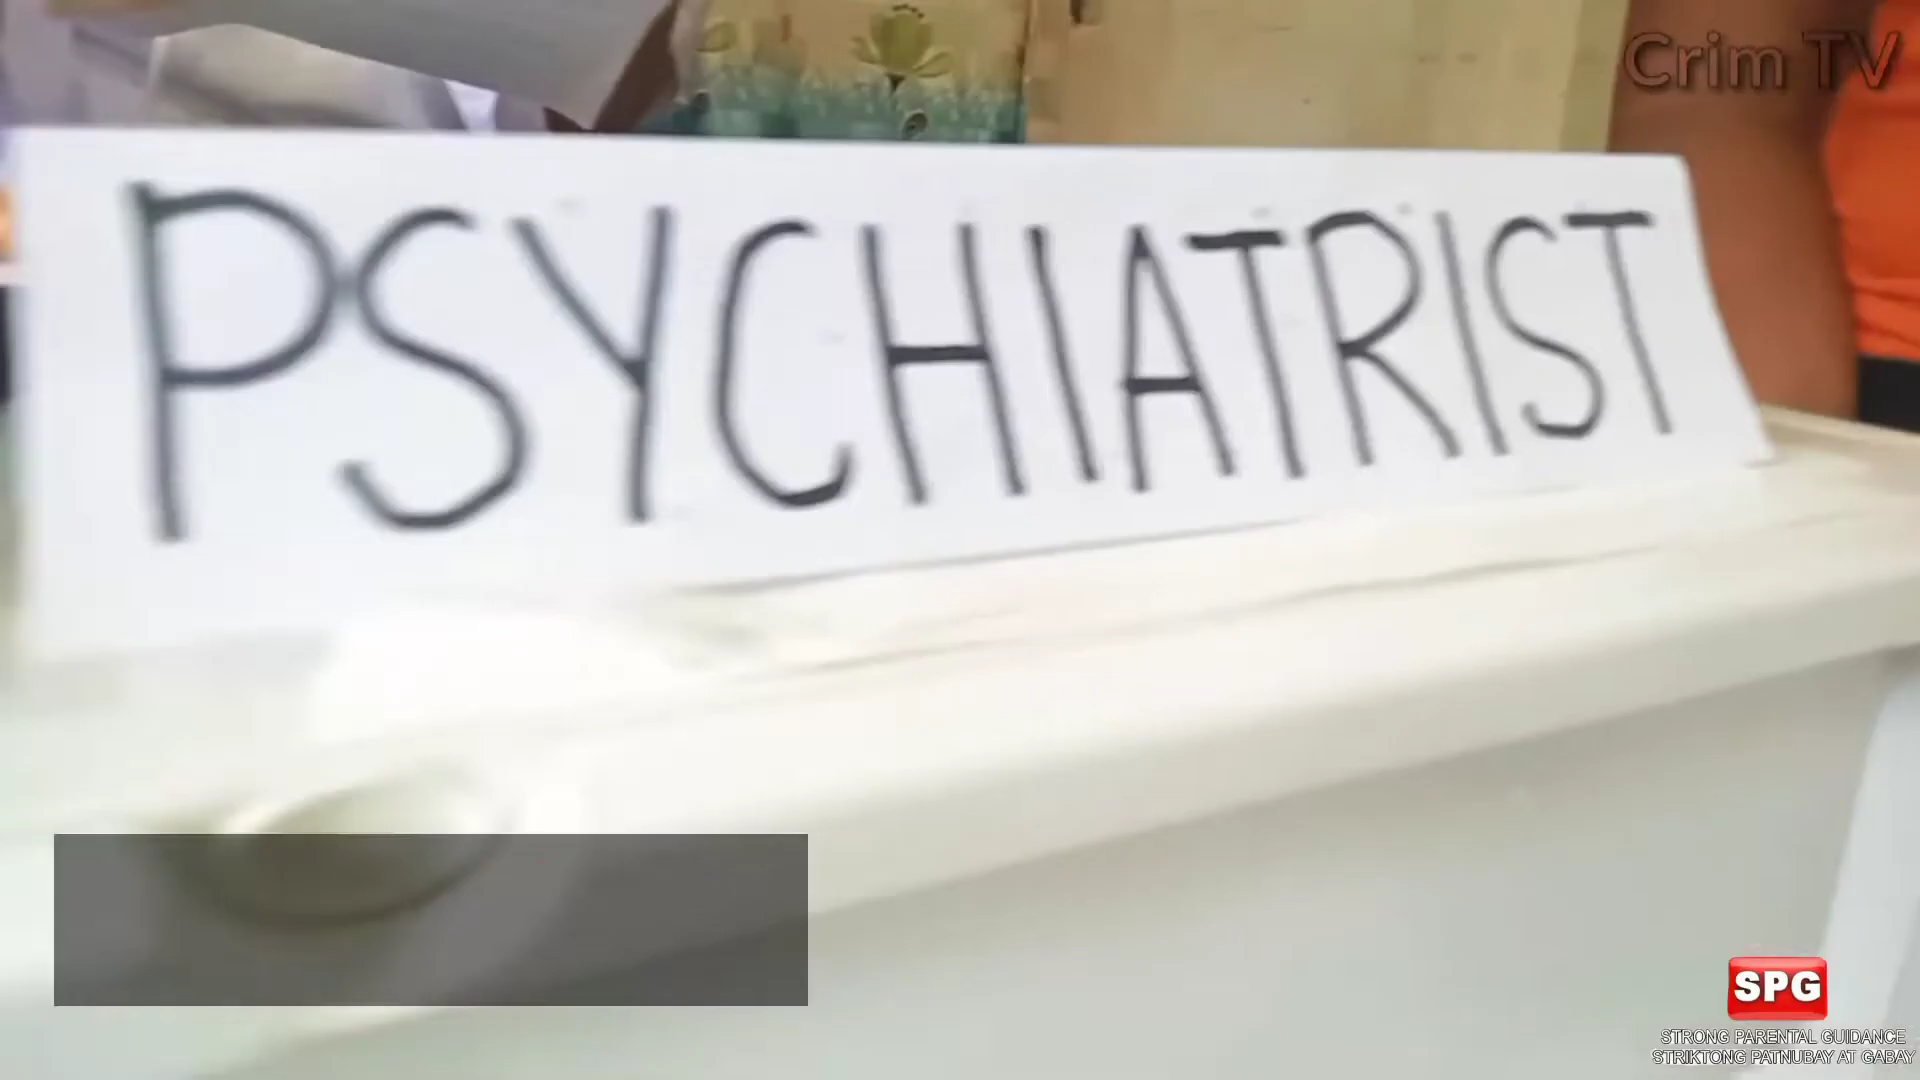 Crim TV
PSYCHIATRIST
SPG
STRONG PARENTAL GUIDANCE
STRIKTONG PATNUBAY AT GABAY